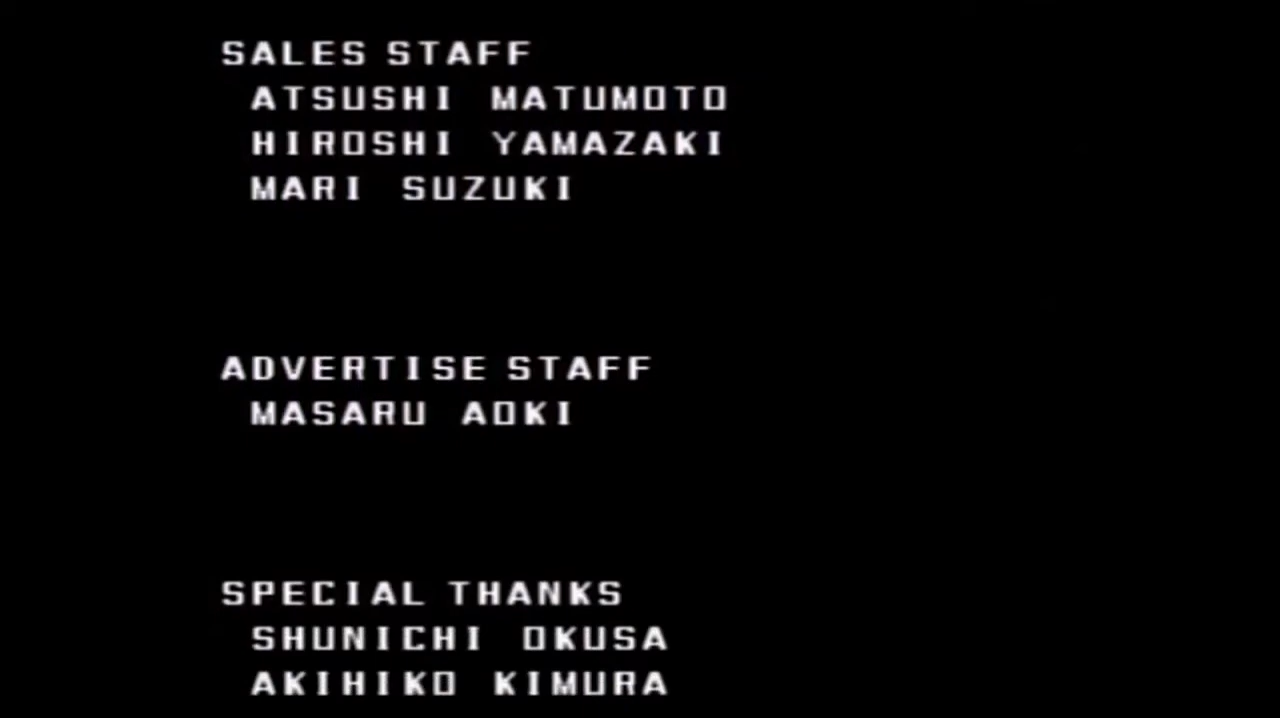 SALES STAFF
ATSUSHI MATUMOTO
HIROSHI YAMAZAKI
MARI SUZUKI
ADVERTISE STAFF
MASARU AOKI
SPECIAL THANKS
SHUNICHI OKUSA
AKIHIKO KIMURA